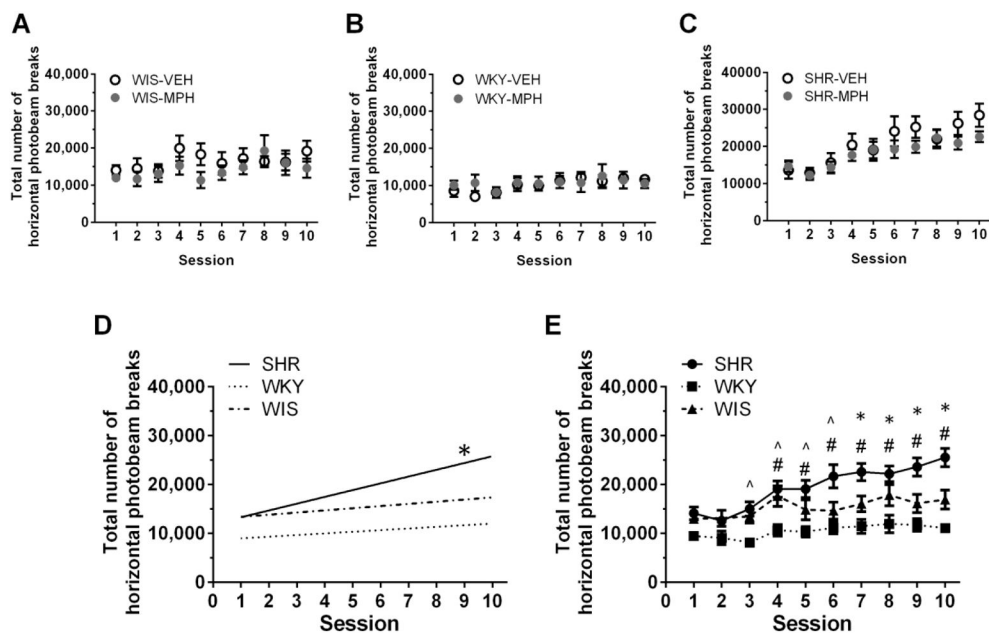 A
Total number of
horizontal photobeam breaks
40,000
30,000
20,000
10,000
0
WIS-VEH
WIS-MPH
1 2 3 4 5 6 7 8 9 10
Session
B
Total number of
horizontal photobeam breaks
40,000
30,000
20,000
10,000
0
WKY-VEH
WKY-MPH
1 2 3 4 5 6 7 8 9 10
Session
C
Total number of
horizontal photobeam breaks
40000
30000
20000
10000
0
SHR-VEH
SHR-MPH
1 2 3 4 5 6 7 8 9 10
Session
D
Total number of
horizontal photobeam breaks
SHR
WKY
WIS
40,000
30,000
20,000
10,000
0
*
0 1 2 3 4 5 6 7 8 9 10
Session
E
Total number of
horizontal photobeam breaks
SHR
WKY
WIS
40,000
30,000
20,000
10,000
0
^ ^ ^ ^ * * * *
# # # # # # #
0 1 2 3 4 5 6 7 8 9 10
Session